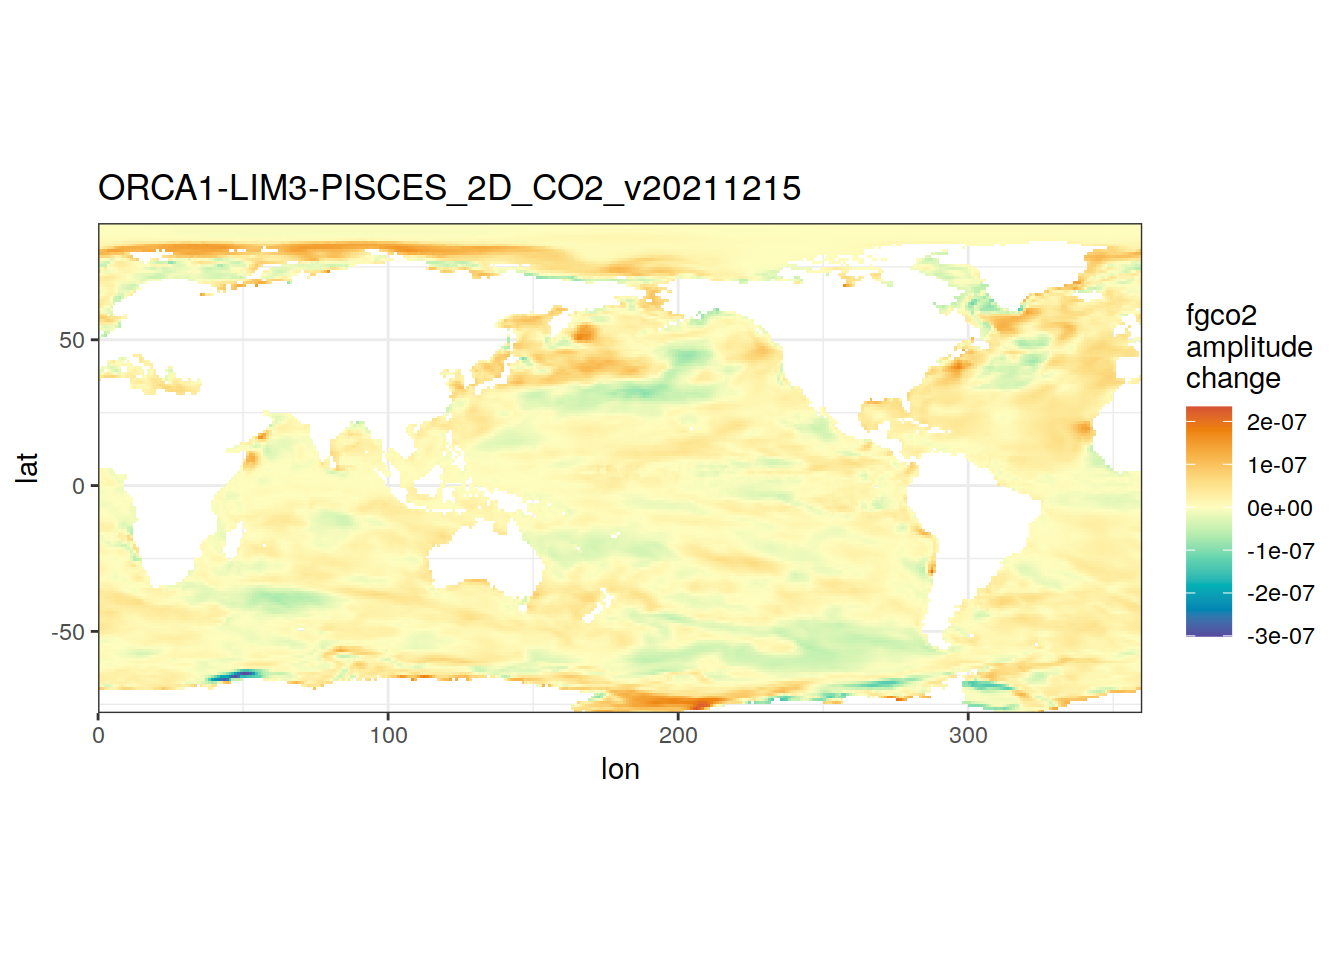 ORCA1-LIM3-PISCES_2D_CO2_v20211215
50
0
-50
lat
0
100
200
300
lon
fgco2
amplitude
change
2e-07
1e-07
0e+00
-1e-07
-2e-07
-3e-07